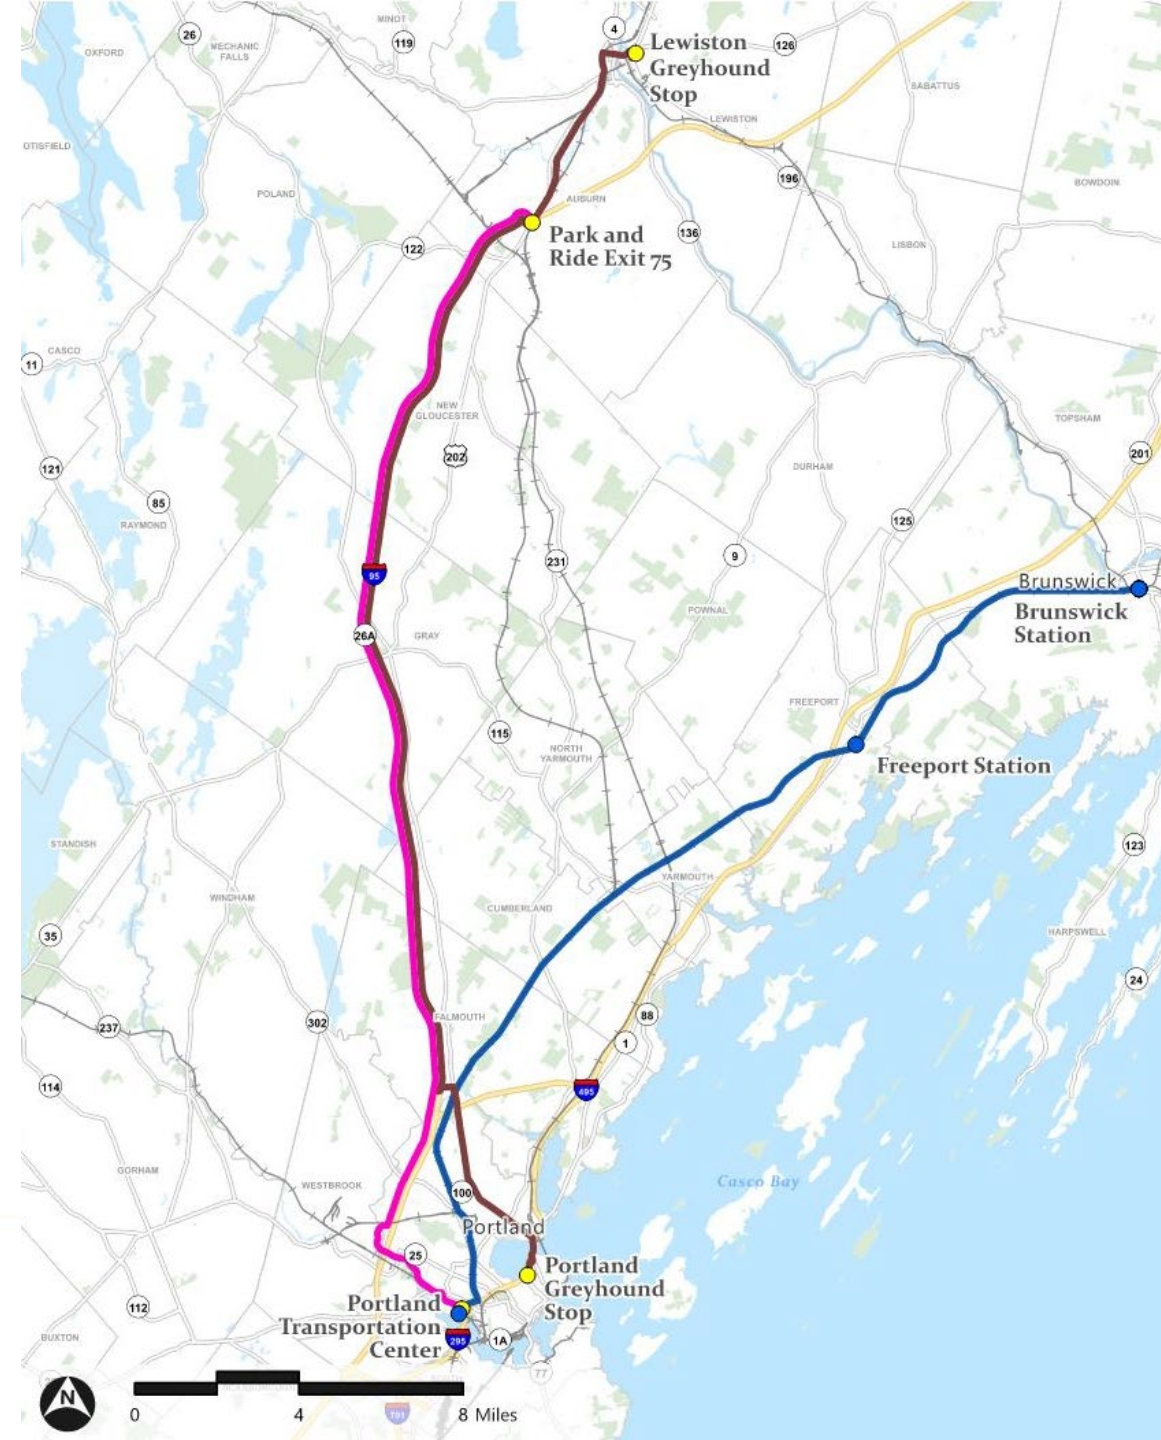 MINOT
4
26
119
126
Lewiston
Greyhound
Stop
OXFORD
MECHANIC
FALLS
SABATTUS
LEWISTON
OTISFIELD
196
BOWDOIN
POLAND
AUBURN
136
Park and
Ride Exit 75
122
LISBON
CASCO
11
NEW
GLOUCESTER
TOPSHAM
202
201
121
DURHAM
85
RAYMOND
125
9
231
95
Brunswick
Brunswick
Station
POWNAL
26A
GRAY
FREEPORT
115
NORTH
YARMOUTH
Freeport Station
STANDISH
123
YARMOUTH
WINDHAM
CUMBERLAND
35
HARPSWELL
24
88
FALMOUTH
302
237
1
114
495
GORHAM
Casco Bay
WESTBROOK
100
Portland
25
Portland
Greyhound
Stop
Portland
Transportation
Center
112
295
1A
BUXTON
77
N
0
4
8 Miles